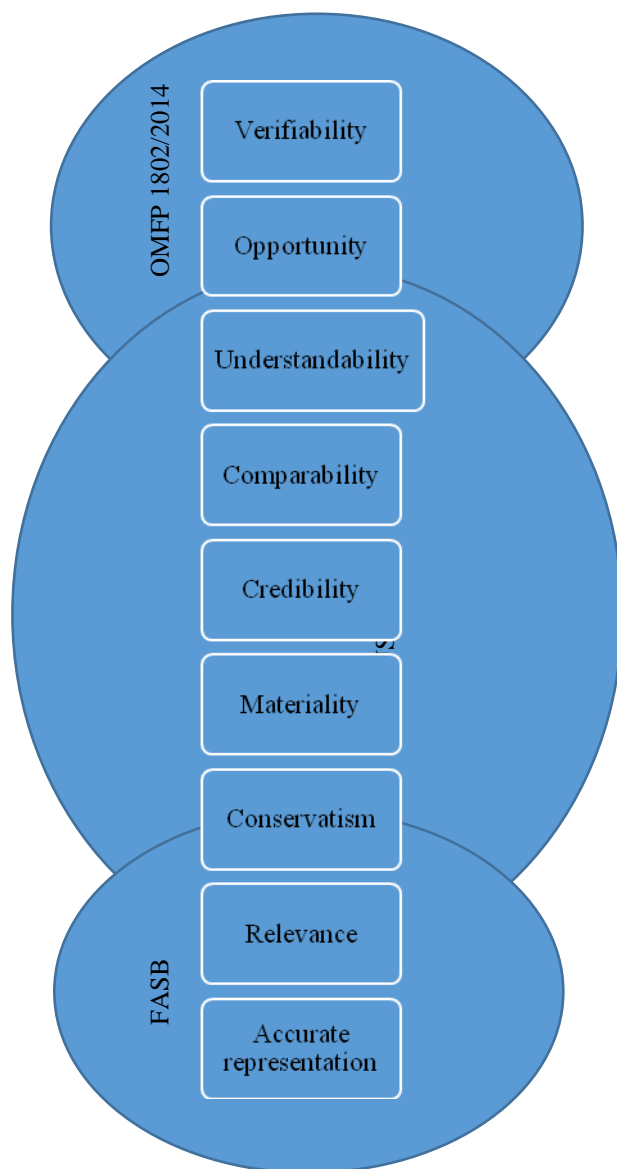 OMFP 1802/2014
Verifiability
Opportunity
Understandability
Comparability
Credibility
Materiality
Conservatism
Relevance
FASB
Accurate
representation